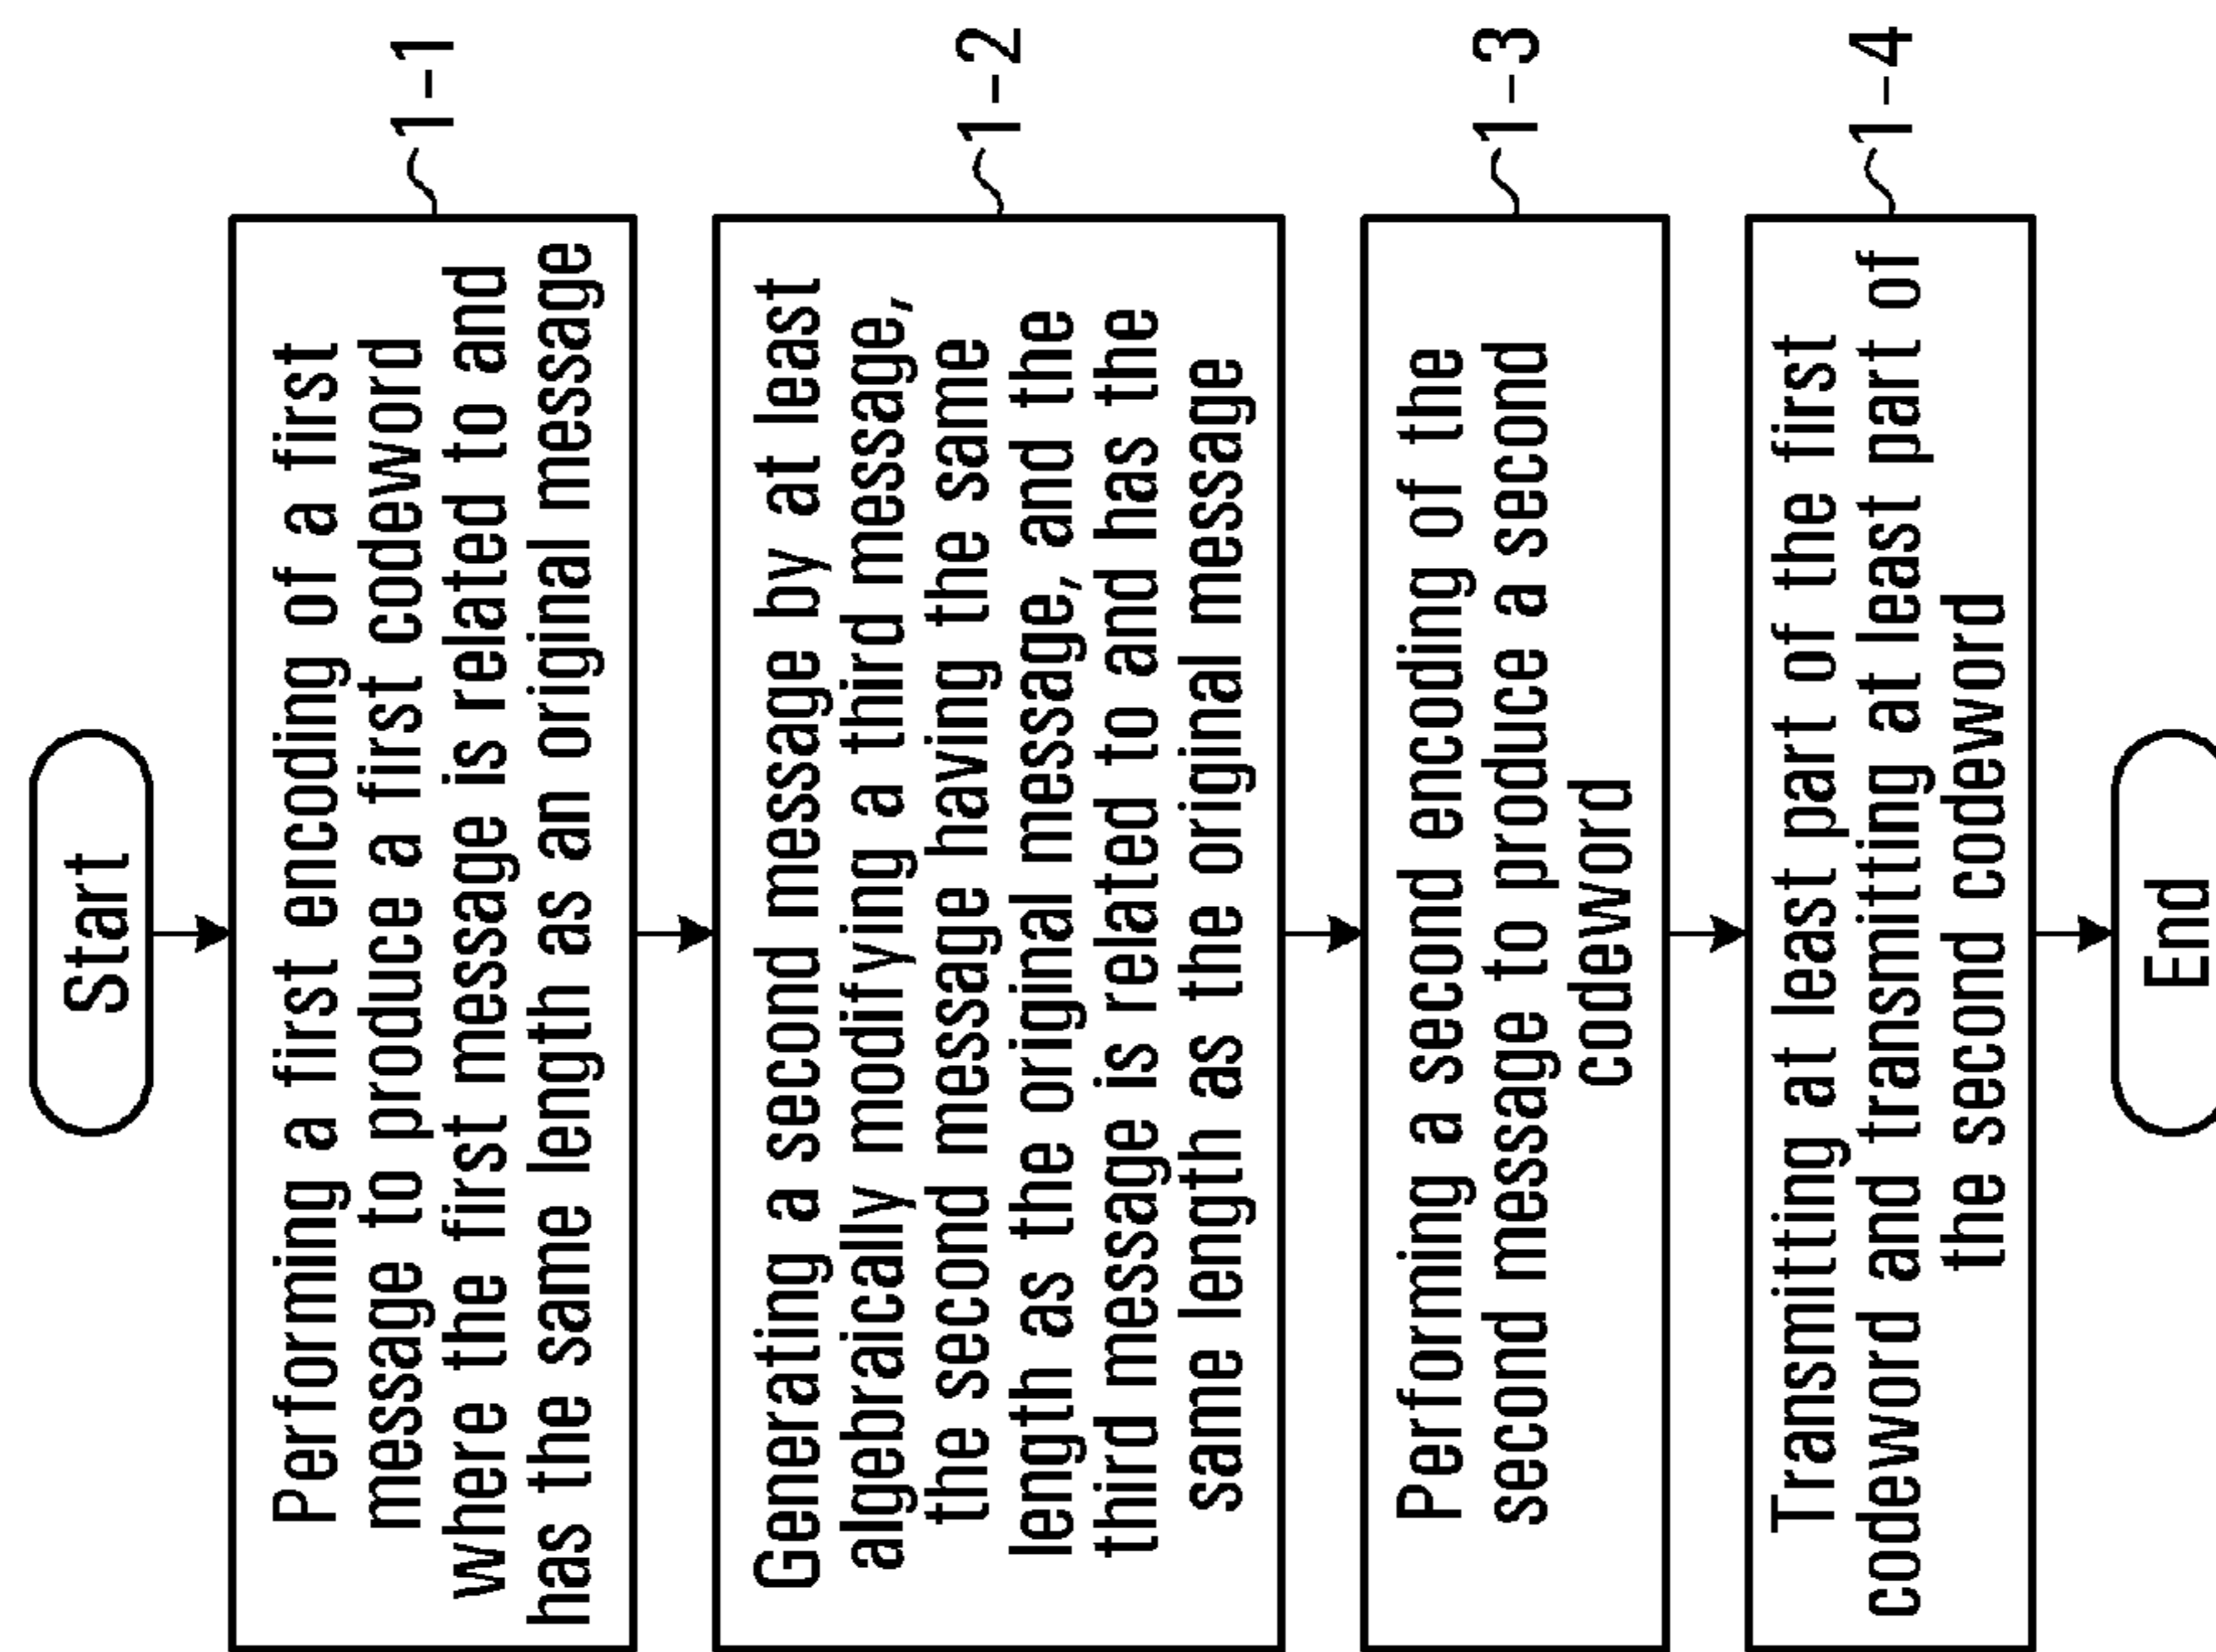 Start
Performing a first encoding of a first
message to produce a first codeword
where the first message is related to and
has the same length as an original message
1-1
Generating a second message by at least
algebraically modifying a third message,
the second message having the same
length as the original message, and the
third message is related to and has the
same length as the original message
1-2
Performing a second encoding of the
second message to produce a second
codeword
1-3
Transmitting at least part of the first
codeword and transmitting at least part of
the second codeword
1-4
End